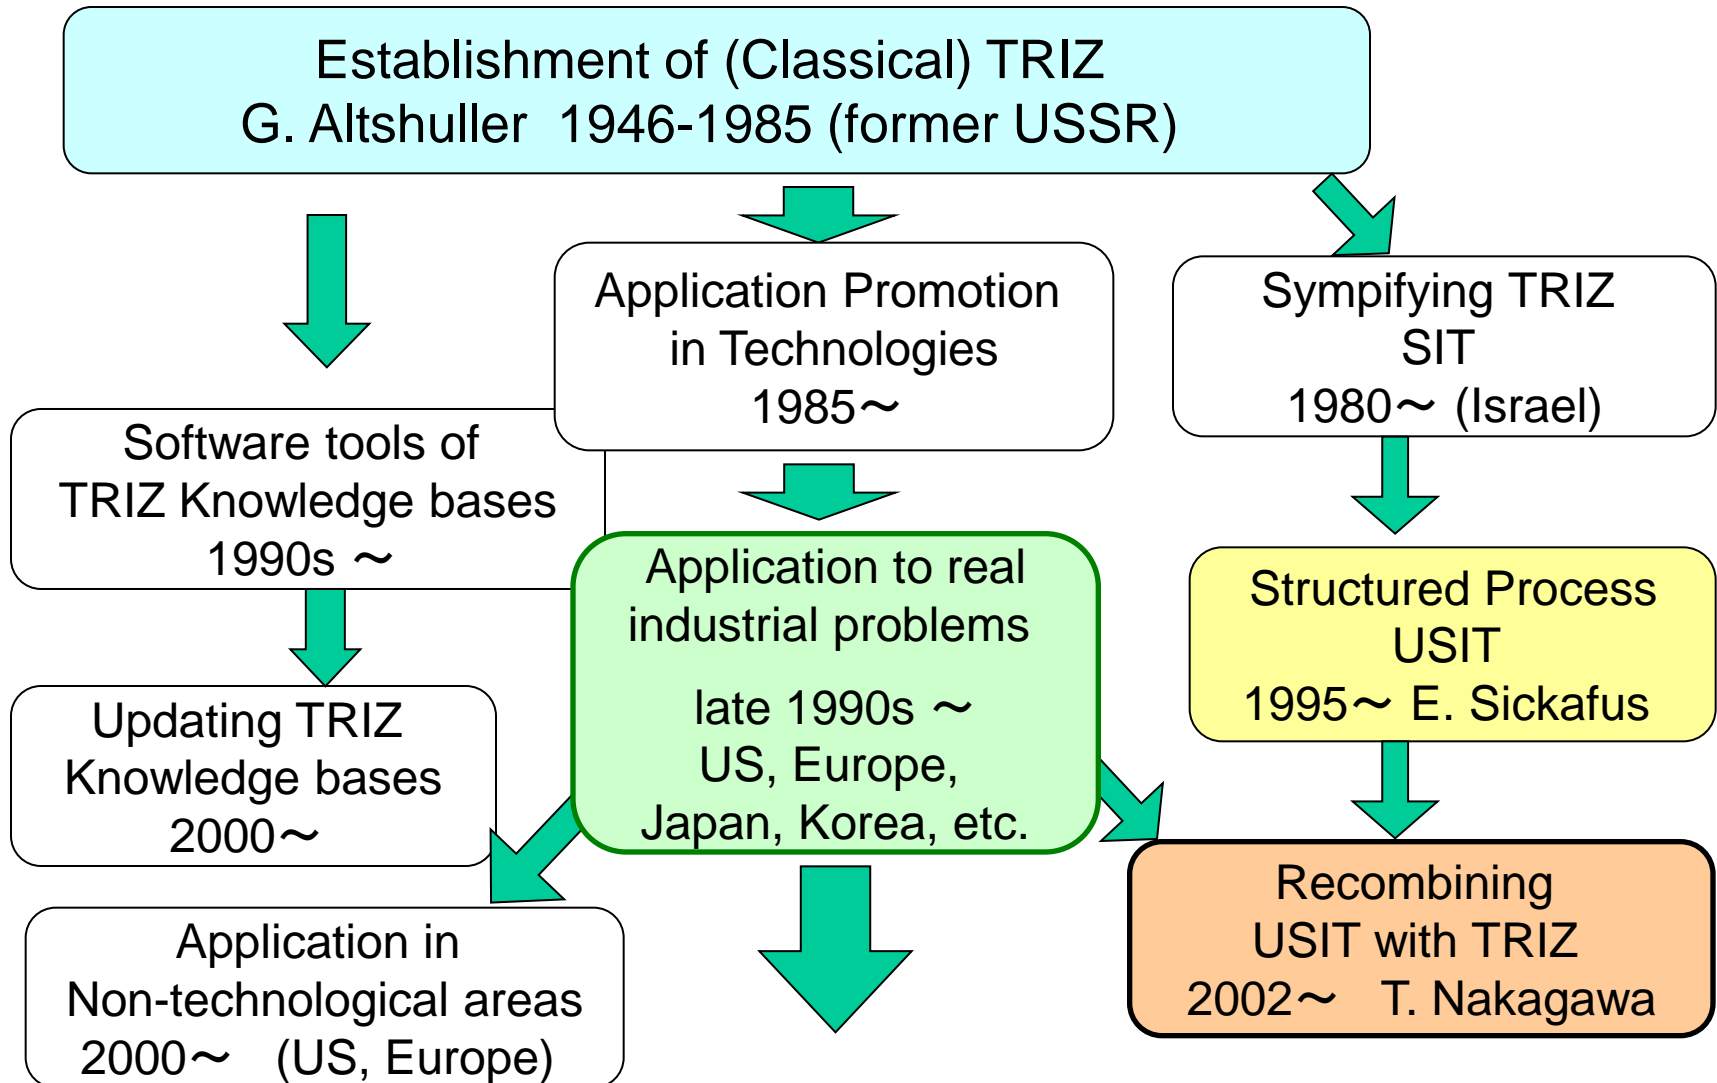 Establishment of (Classical) TRIZ
G. Altshuller 1946-1985 (former USSR)
Application Promotion
in Technologies
1985～
Sympifying TRIZ
SIT
1980～ (Israel)
Software tools of
TRIZ Knowledge bases
1990s ～
Application to real
industrial problems
late 1990s ～
US, Europe,
Japan, Korea, etc.
Structured Process
USIT
1995～ E. Sickafus
Updating TRIZ
Knowledge bases
2000～
Recombining
USIT with TRIZ
2002～ T. Nakagawa
Application in
Non-technological areas
2000～ (US, Europe)